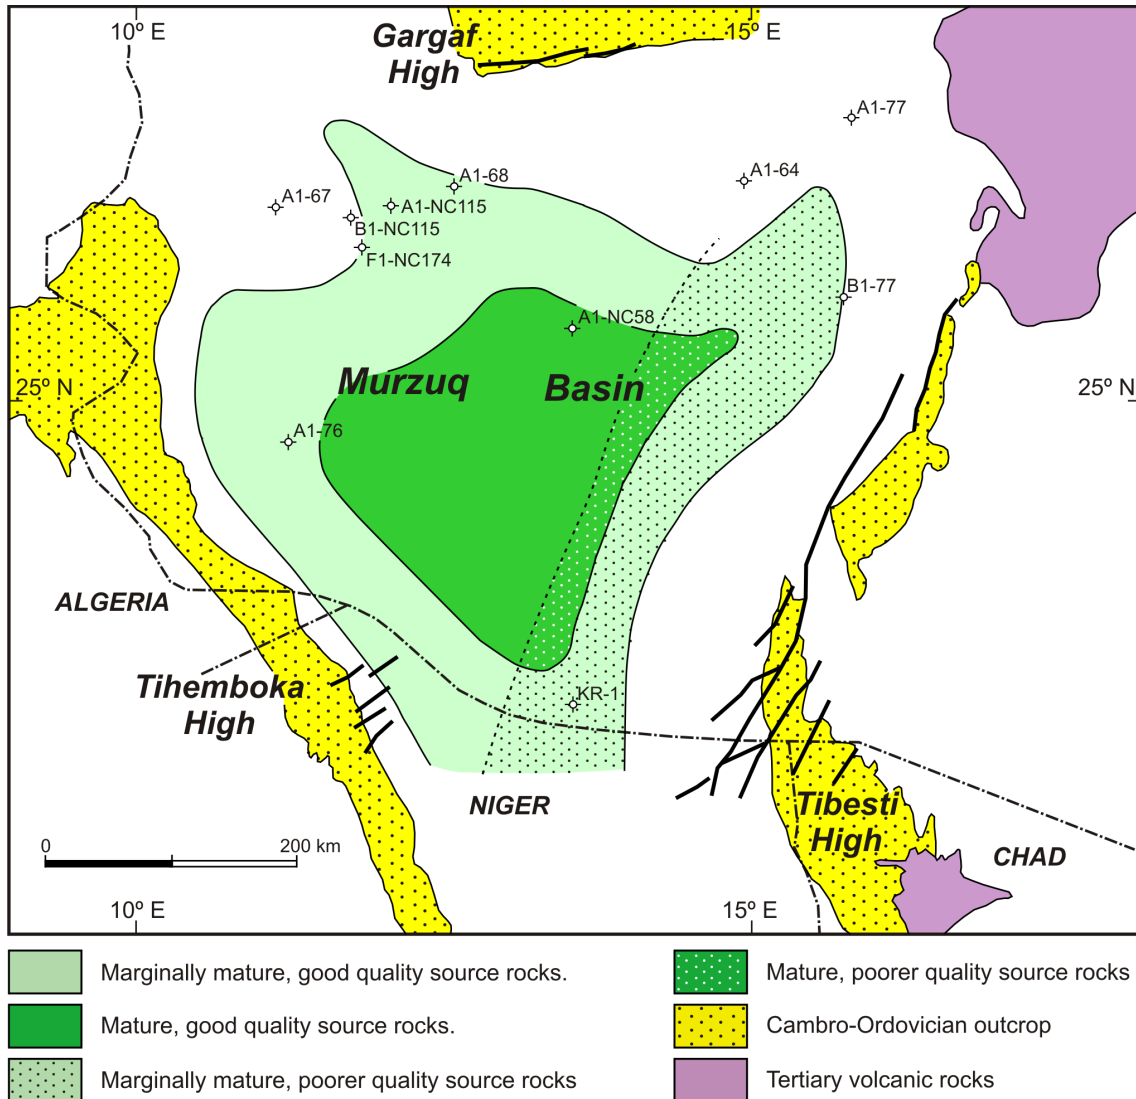 10º E
15º E
Gargaf
High
A1-77
A1-64
A1-68
A1-67
A1-NC115
B1-NC115
F1-NC174
B1-77
A1-NC58
25º N
Murzuq Basin
25º N
A1-76
ALGERIA
Tihemboka
High
KR-1
NIGER
Tibesti
High
CHAD
0 200 km
10º E
15º E
Marginally mature, good quality source rocks.
Mature, good quality source rocks.
Marginally mature, poorer quality source rocks
Mature, poorer quality source rocks
Cambro-Ordovician outcrop
Tertiary volcanic rocks